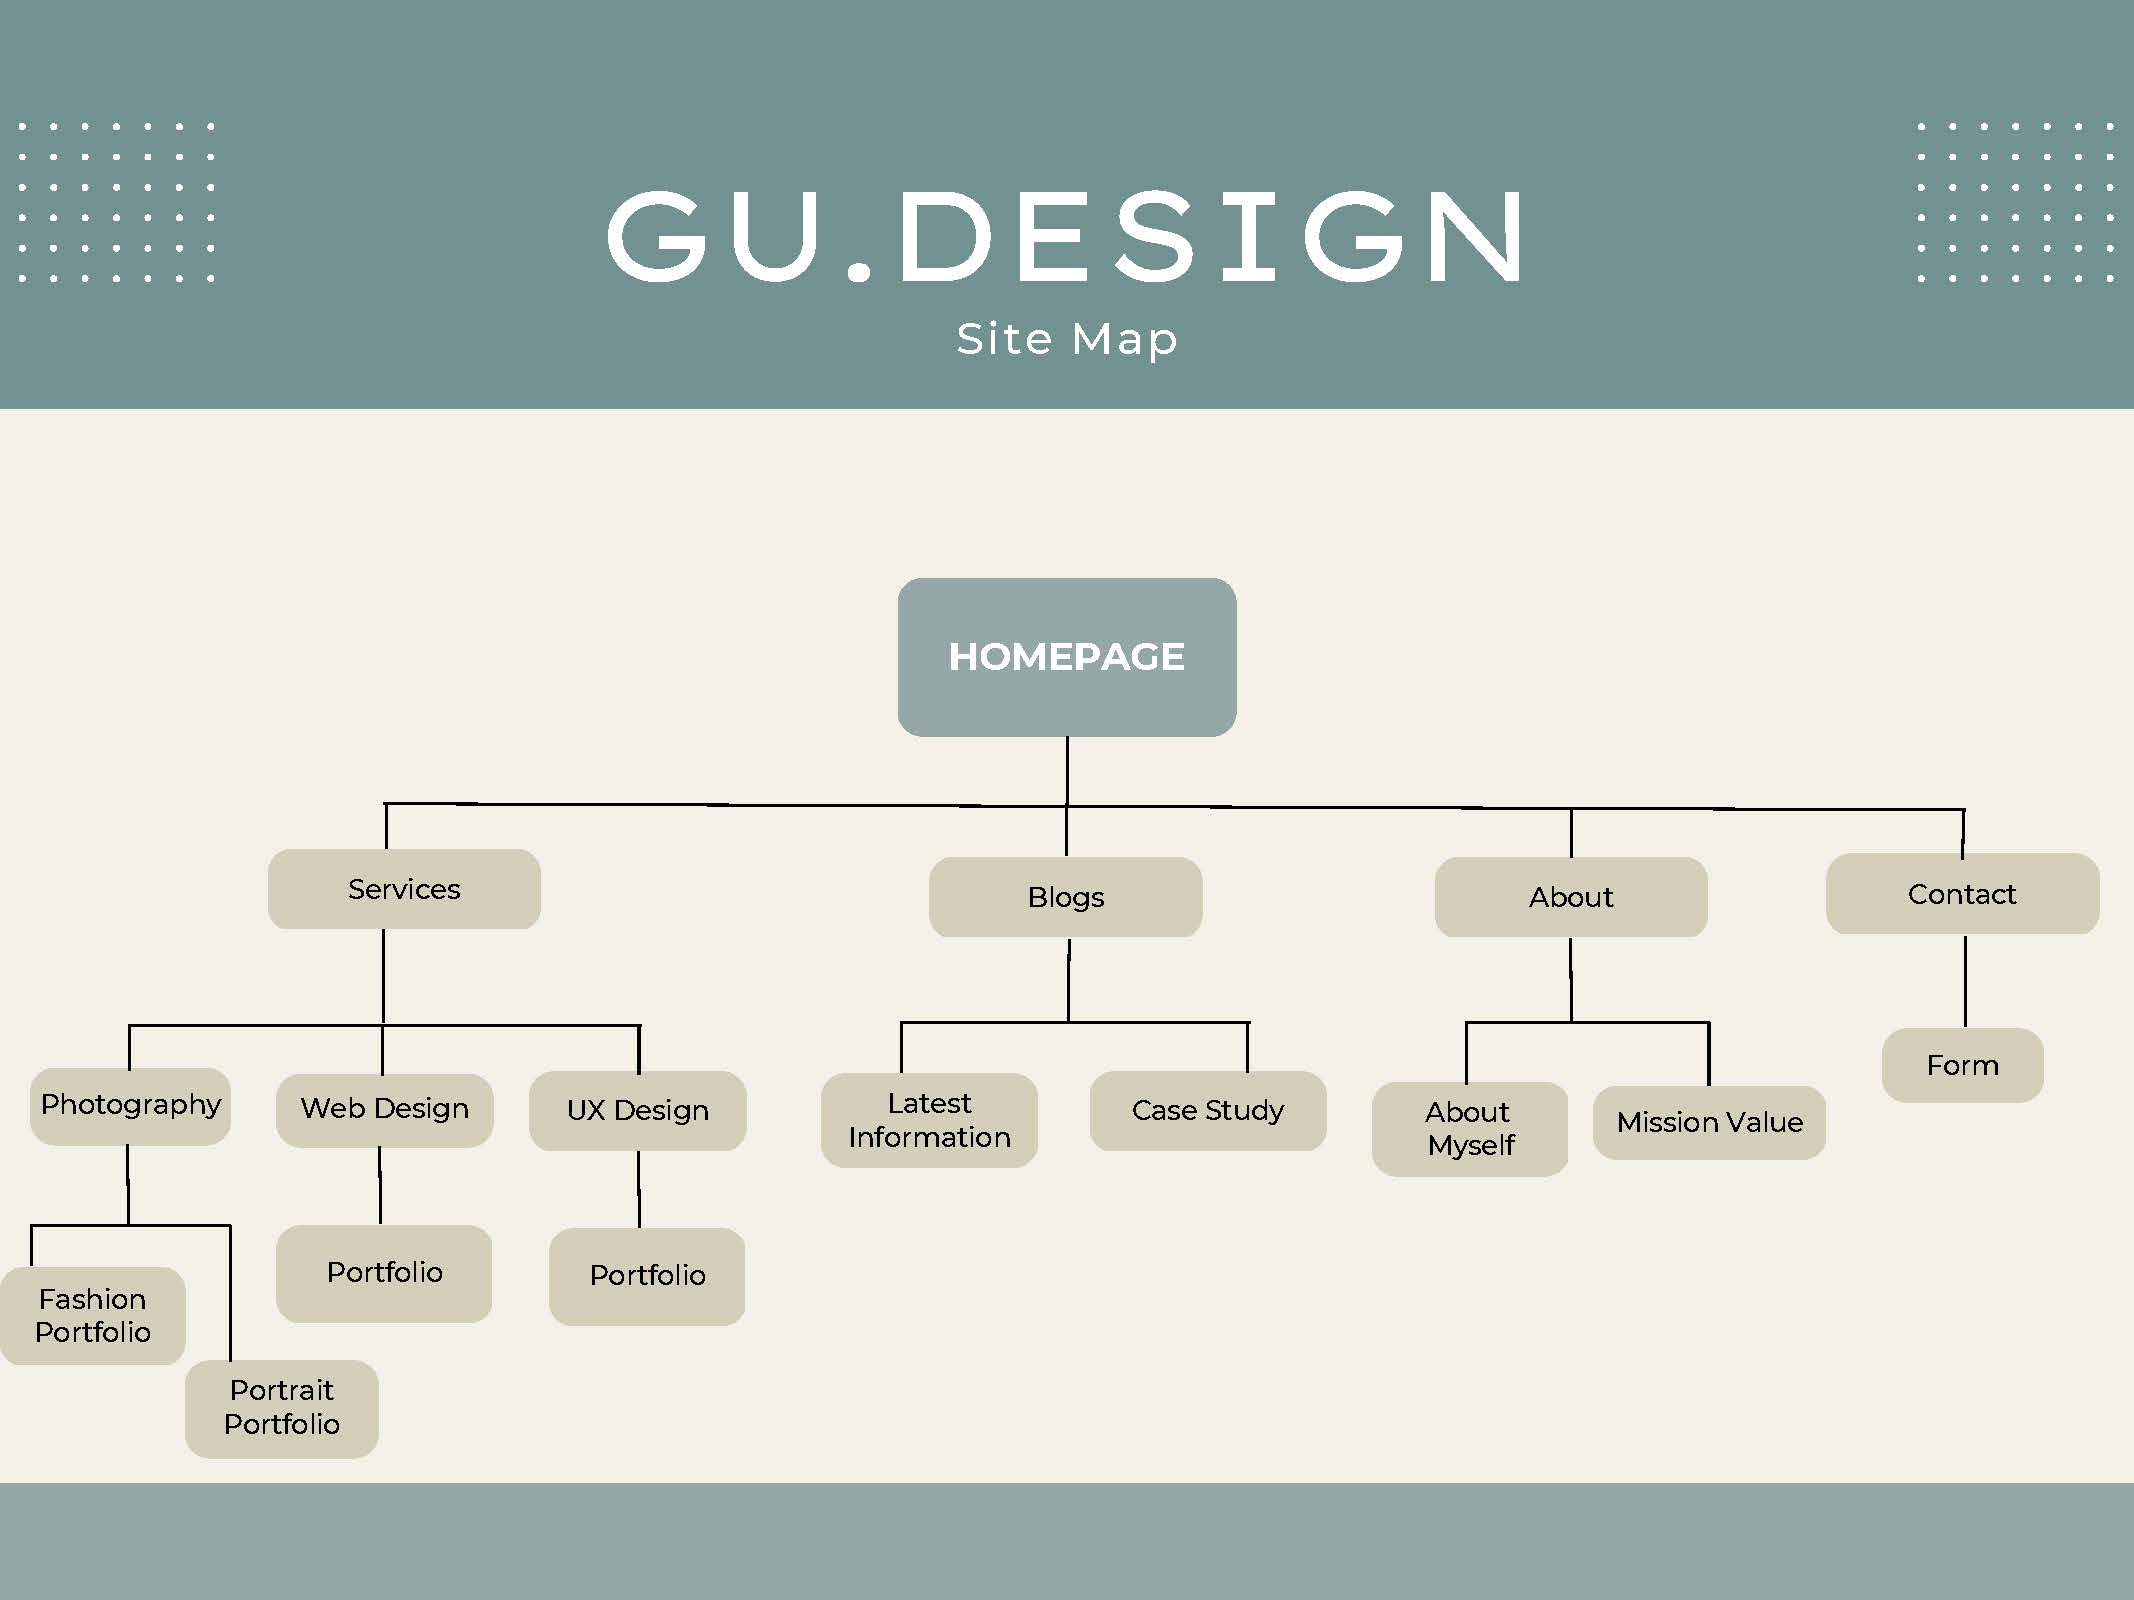 GU.DESIGN
Site Map
HOMEPAGE
Services
Blogs
About
Contact
Photography
Web Design
UX Design
Latest
Information
Case Study
About
Myself
Mission Value
Form
Fashion
Portfolio
Portrait
Portfolio
Portfolio
Portfolio